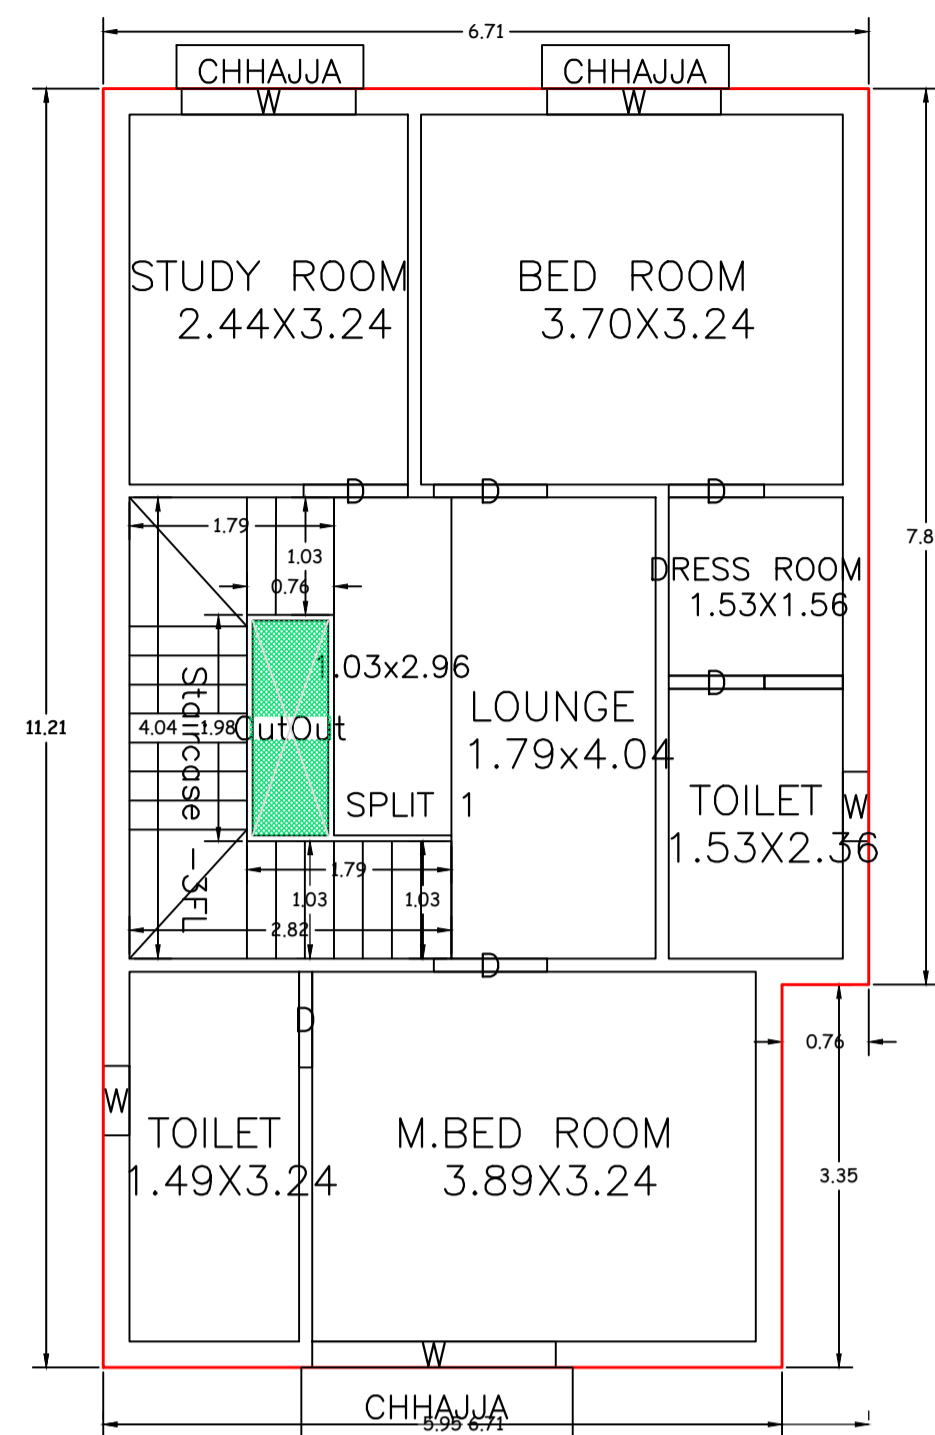 6.71
CHHAJJA
CHHAJJA
W
W
STUDY ROOM
2.44X3.24
BED ROOM
3.70X3.24
D
D
D
1.79
1.03
0.76
7.8
DRESS ROOM
1.53X1.56
1.03x2.96
D
LOUNGE
1.79x4.04
11.21
4.04
1.98
CutOut
Staircase -3FL
SPLIT 1
TOILET
1.53X2.36
W
1.79
1.03
1.03
2.82
D
D
0.76
W
TOILET
1.49X3.24
M.BED ROOM
3.89X3.24
3.35
W
CHHAJJA
5.95
6.71